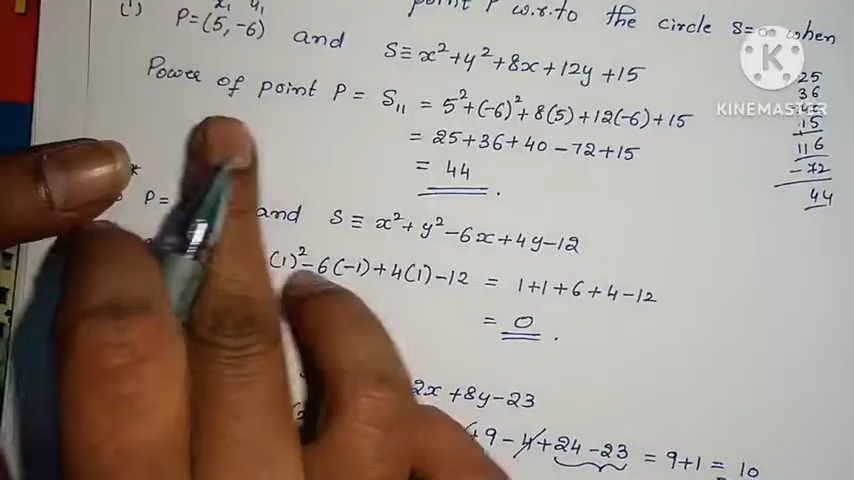 point P w.r.to the circle S=0 when
(i) P=(5,-6) and S≡x²+y²+8x+12y+15
x₁ y₁
Power of point P = S₁₁ = 5²+(-6)²+8(5)+12(-6)+15
= 25+36+40-72+15
= 44
25
36
15
116
-72
44
KINEMASTER
P= and S≡x²+y²-6x+4y-12
(1)²-6(-1)+4(1)-12 = 1+1+6+4-12
= 0
2x+8y-23
+9-4+24-23 = 9+1 = 10